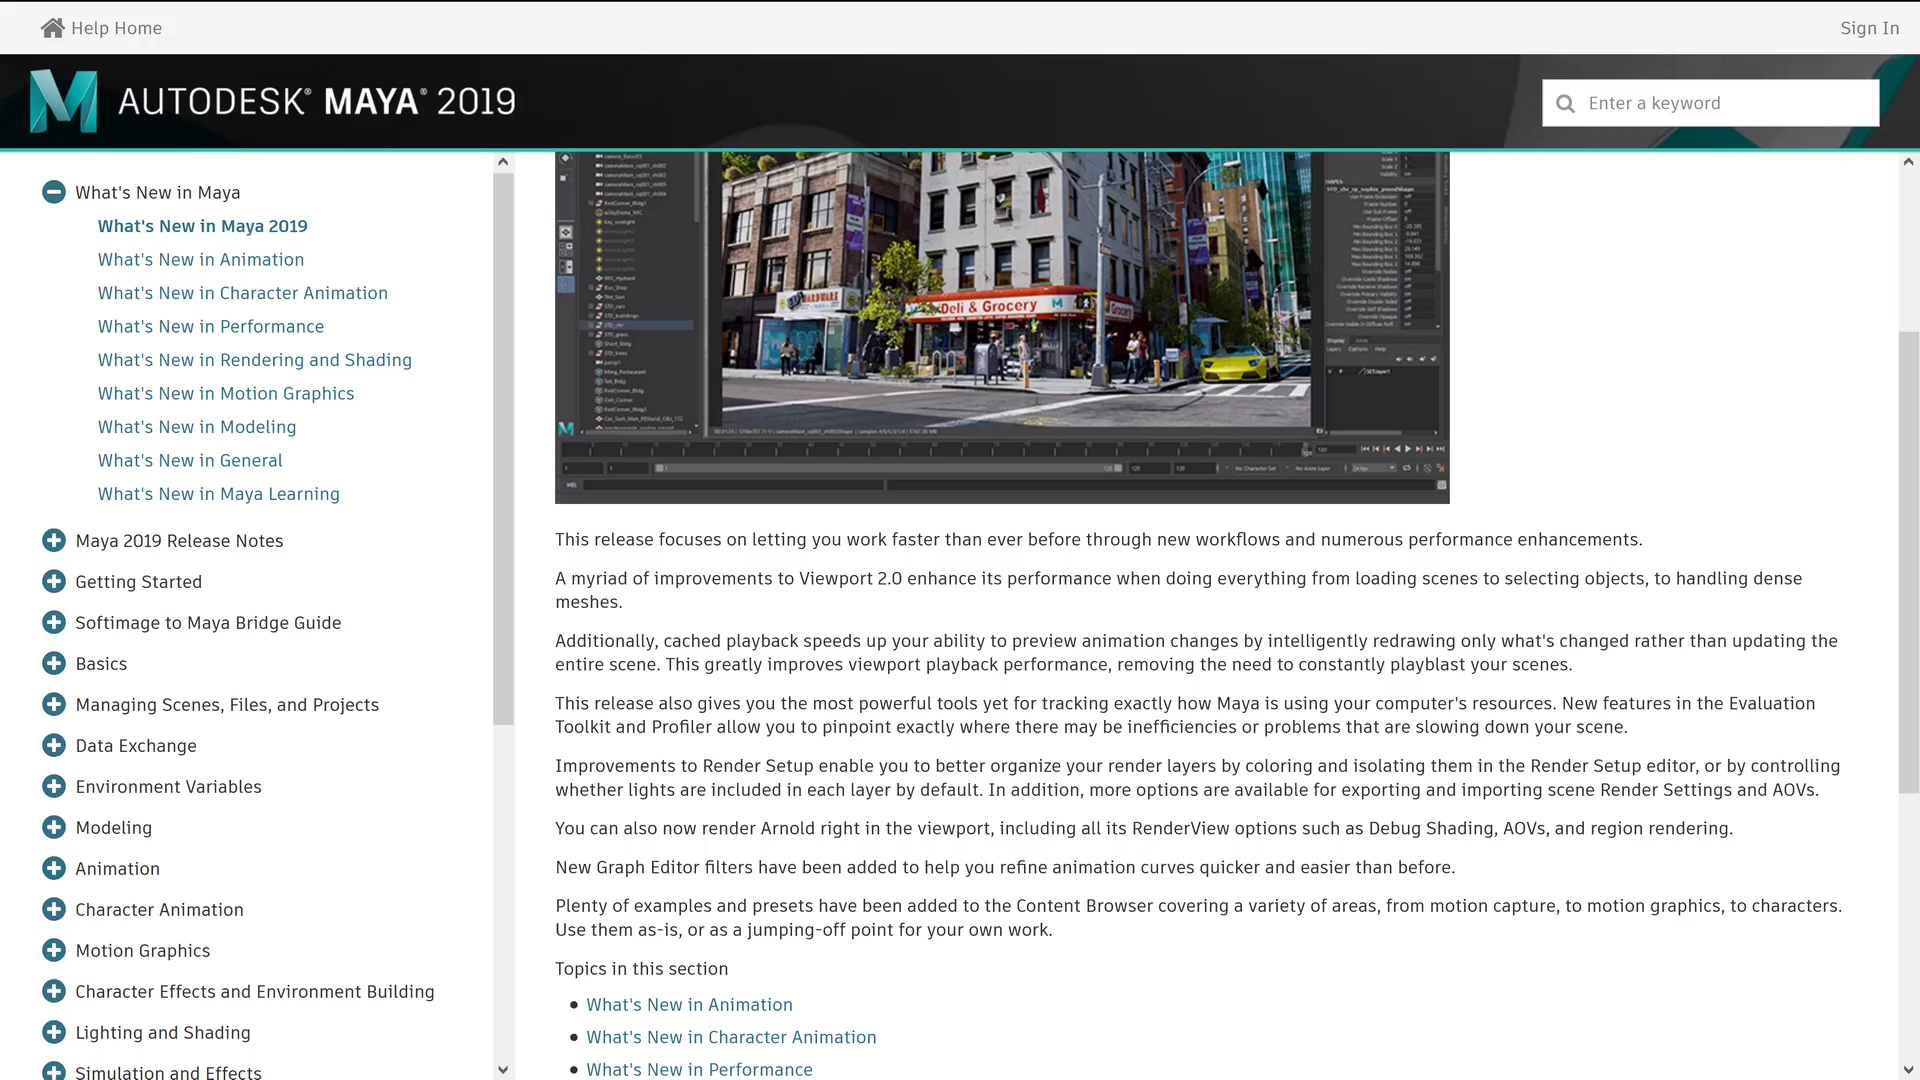 Help Home
Sign In
AUTODESK® MAYA® 2019
Enter a keyword
What's New in Maya
What's New in Maya 2019
What's New in Animation
What's New in Character Animation
What's New in Performance
What's New in Rendering and Shading
What's New in Motion Graphics
What's New in Modeling
What's New in General
What's New in Maya Learning
Maya 2019 Release Notes
Getting Started
Softimage to Maya Bridge Guide
Basics
Managing Scenes, Files, and Projects
Data Exchange
Environment Variables
Modeling
Animation
Character Animation
Motion Graphics
Character Effects and Environment Building
Lighting and Shading
Simulation and Effects
HARDWARE
Deli & Grocery
Grocery
This release focuses on letting you work faster than ever before through new workflows and numerous performance enhancements.
A myriad of improvements to Viewport 2.0 enhance its performance when doing everything from loading scenes to selecting objects, to handling dense
meshes.
Additionally, cached playback speeds up your ability to preview animation changes by intelligently redrawing only what's changed rather than updating the
entire scene. This greatly improves viewport playback performance, removing the need to constantly playblast your scenes.
This release also gives you the most powerful tools yet for tracking exactly how Maya is using your computer's resources. New features in the Evaluation
Toolkit and Profiler allow you to pinpoint exactly where there may be inefficiencies or problems that are slowing down your scene.
Improvements to Render Setup enable you to better organize your render layers by coloring and isolating them in the Render Setup editor, or by controlling
whether lights are included in each layer by default. In addition, more options are available for exporting and importing scene Render Settings and AOVs.
You can also now render Arnold right in the viewport, including all its RenderView options such as Debug Shading, AOVs, and region rendering.
New Graph Editor filters have been added to help you refine animation curves quicker and easier than before.
Plenty of examples and presets have been added to the Content Browser covering a variety of areas, from motion capture, to motion graphics, to characters.
Use them as-is, or as a jumping-off point for your own work.
Topics in this section
What's New in Animation
What's New in Character Animation
What's New in Performance